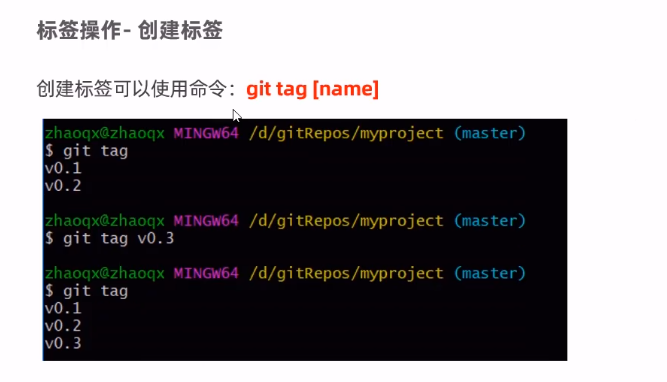 标签操作- 创建标签
创建标签可以使用命令：git tag [name]
zhaoqx@zhaoqx MINGW64 /d/gitRepos/myproject (master)
$ git tag
v0.1
v0.2
zhaoqx@zhaoqx MINGW64 /d/gitRepos/myproject (master)
$ git tag v0.3
zhaoqx@zhaoqx MINGW64 /d/gitRepos/myproject (master)
$ git tag
v0.1
v0.2
v0.3